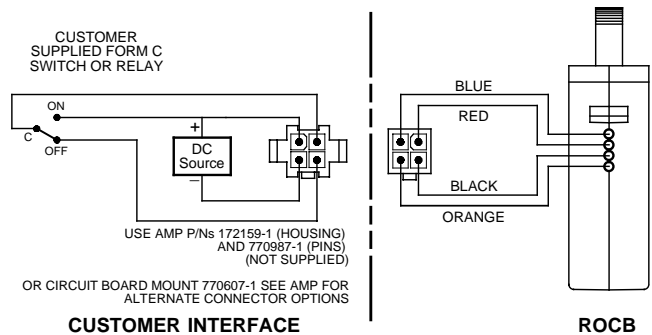 CUSTOMER
SUPPLIED FORM C
SWITCH OR RELAY
ON
C
OFF
+
DC
Source
–
BLUE
RED
BLACK
ORANGE
USE AMP P/Ns 172159-1 (HOUSING)
AND 770987-1 (PINS)
(NOT SUPPLIED)
OR CIRCUIT BOARD MOUNT 770607-1 SEE AMP FOR
ALTERNATE CONNECTOR OPTIONS
CUSTOMER INTERFACE
ROCB